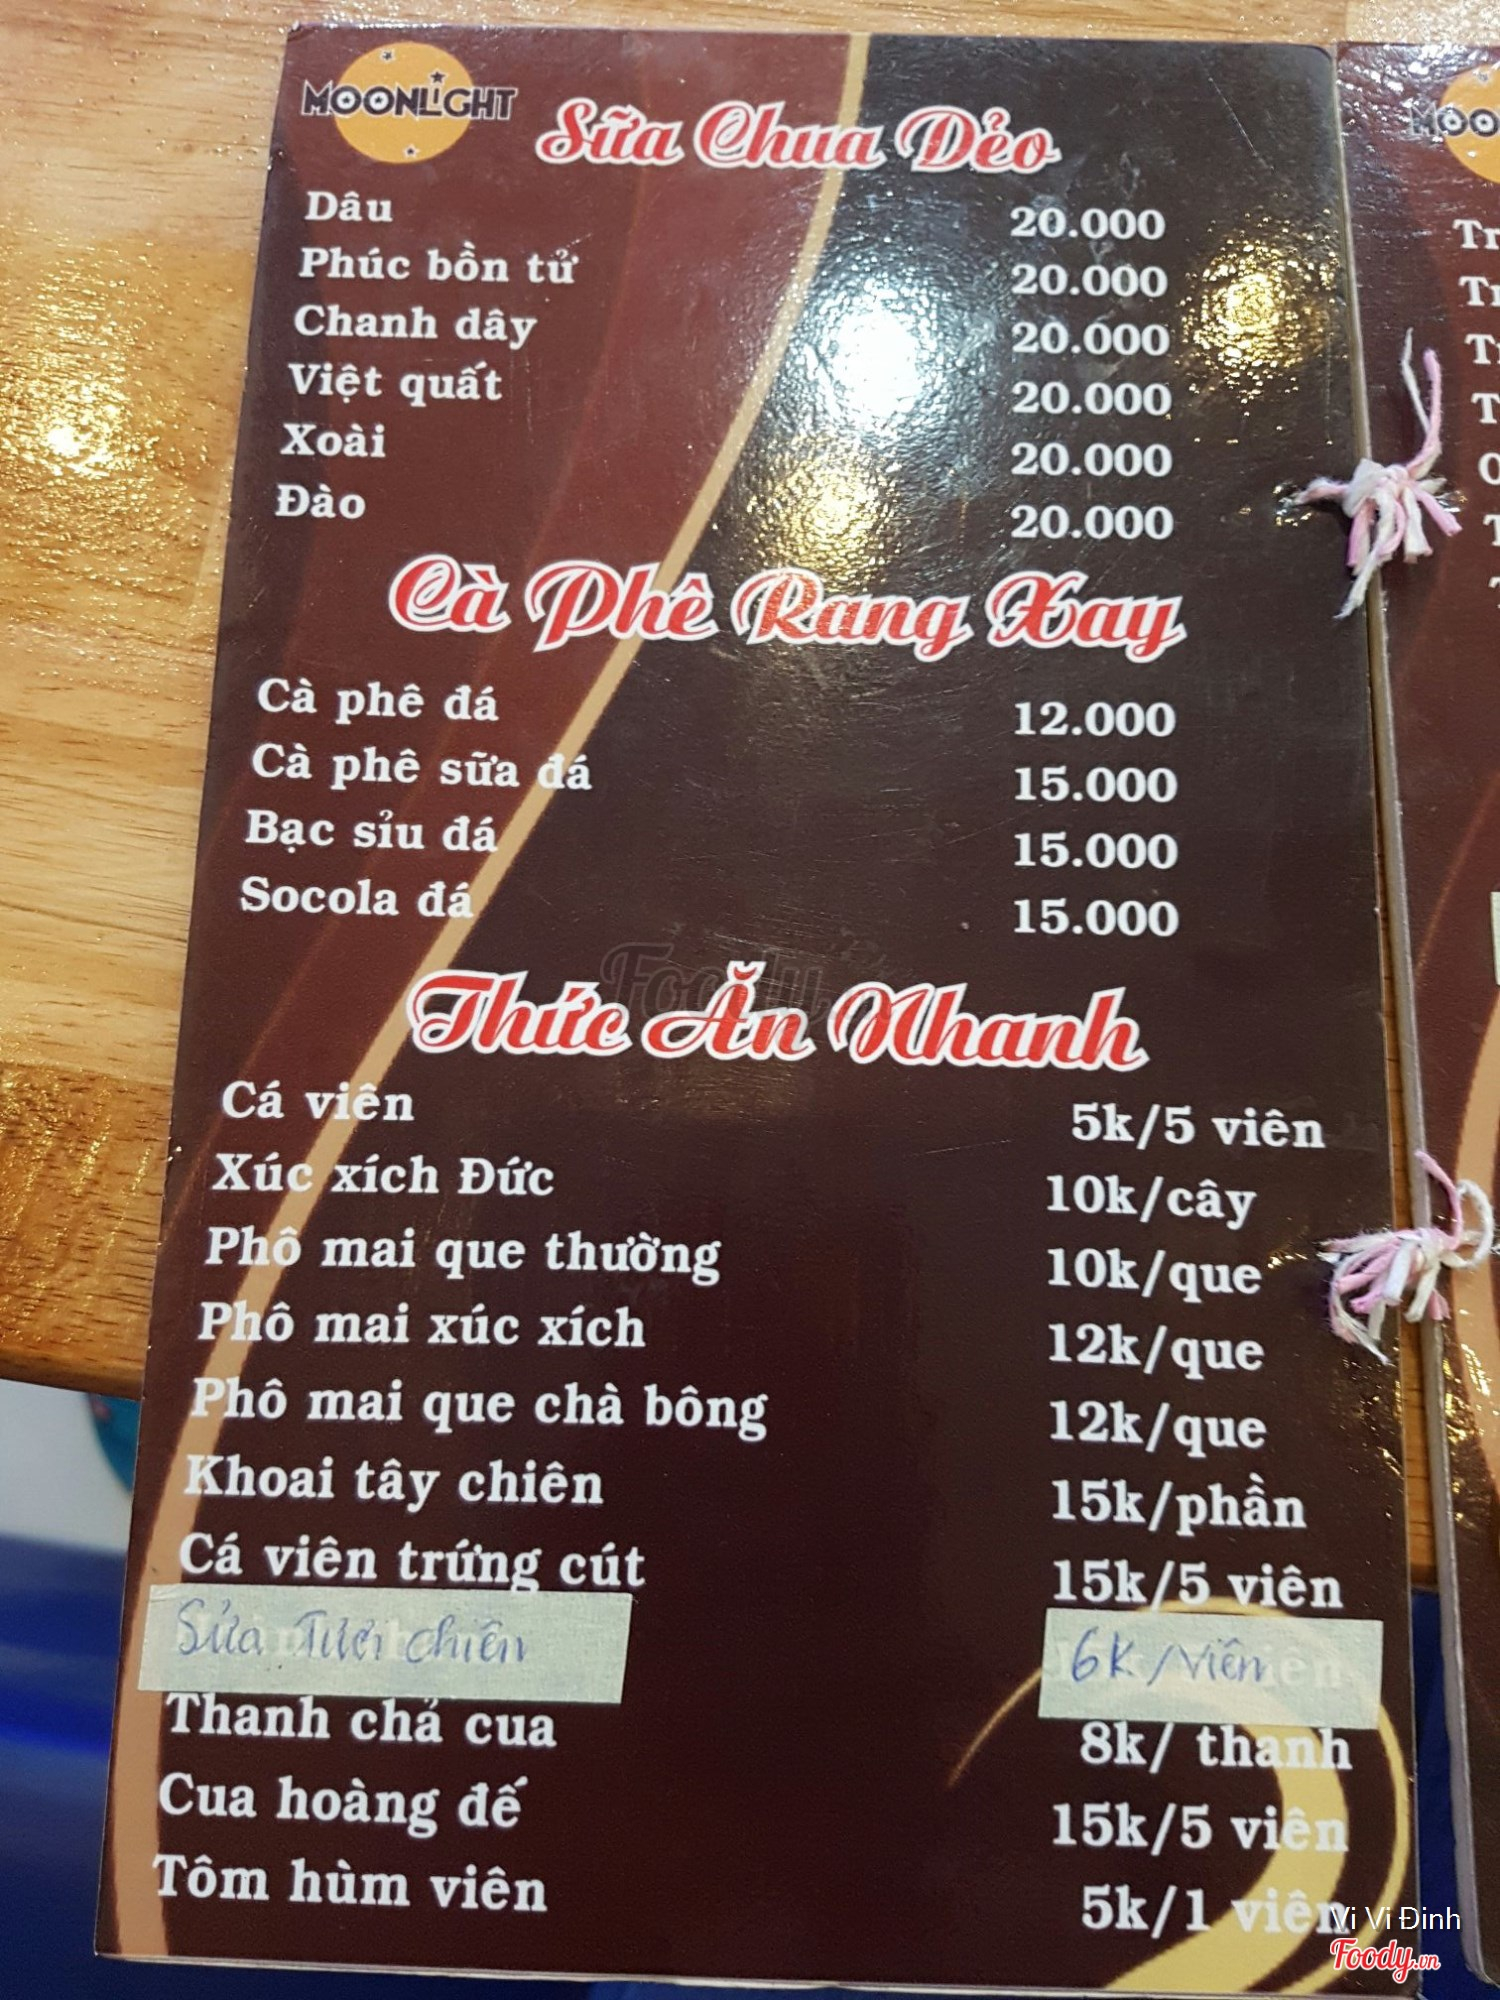 MOONLIGHT
Sữa Chua Dẻo
Dâu 20.000
Phúc bồn tử 20.000
Chanh dây 20.000
Việt quất 20.000
Xoài 20.000
Đào 20.000
Cà Phê Rang Xay
Cà phê đá 12.000
Cà phê sữa đá 15.000
Bạc sỉu đá 15.000
Socola đá 15.000
Foody
Thức Ăn Nhanh
Cá viên 5k/5 viên
Xúc xích Đức 10k/cây
Phô mai que thường 10k/que
Phô mai xúc xích 12k/que
Phô mai que chà bông 12k/que
Khoai tây chiên 15k/phần
Cá viên trứng cút 15k/5 viên
Sửa Tươi chiên 6K/viên
Thanh chả cua 8k/ thanh
Cua hoàng đế 15k/5 viên
Tôm hùm viên 5k/1 viên
Vi Vi Đinh
Foody.vn